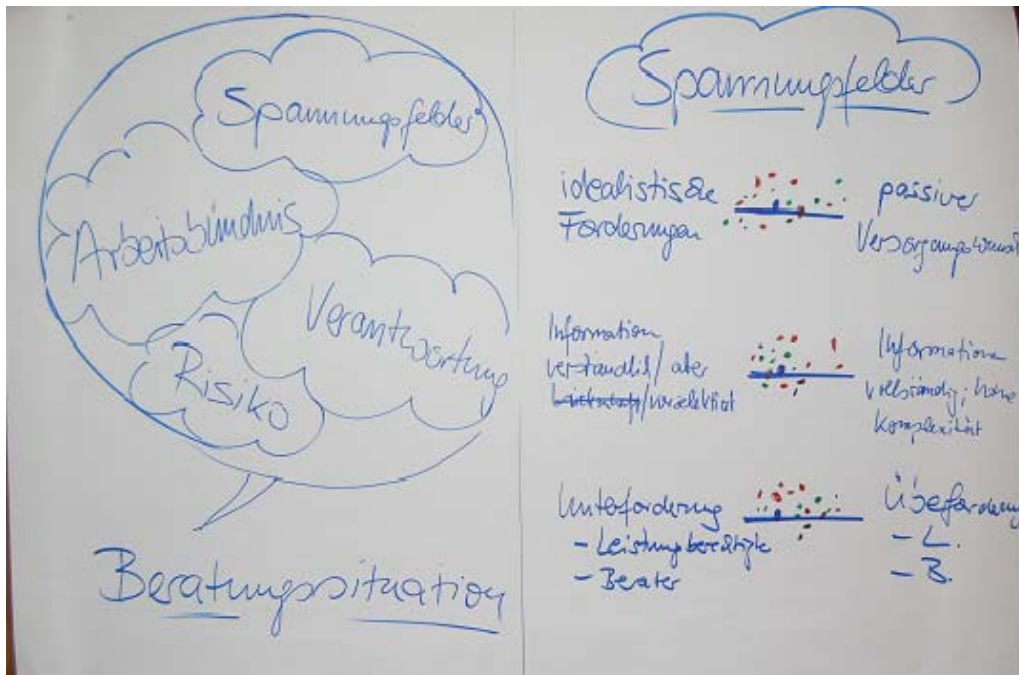 Spannungsfelder
Arbeitsbündnis
Verantwortung
Risiko
Beratungssituation
Spannungsfelder
idealistische
Forderungen
passiver
Information
verständlich / aber
/ vorselektiert
Information
vollständig; hohe
Komplexität
Unterforderung
- Leistungsberechtigte
- Berater
Überforderung
- L.
- B.